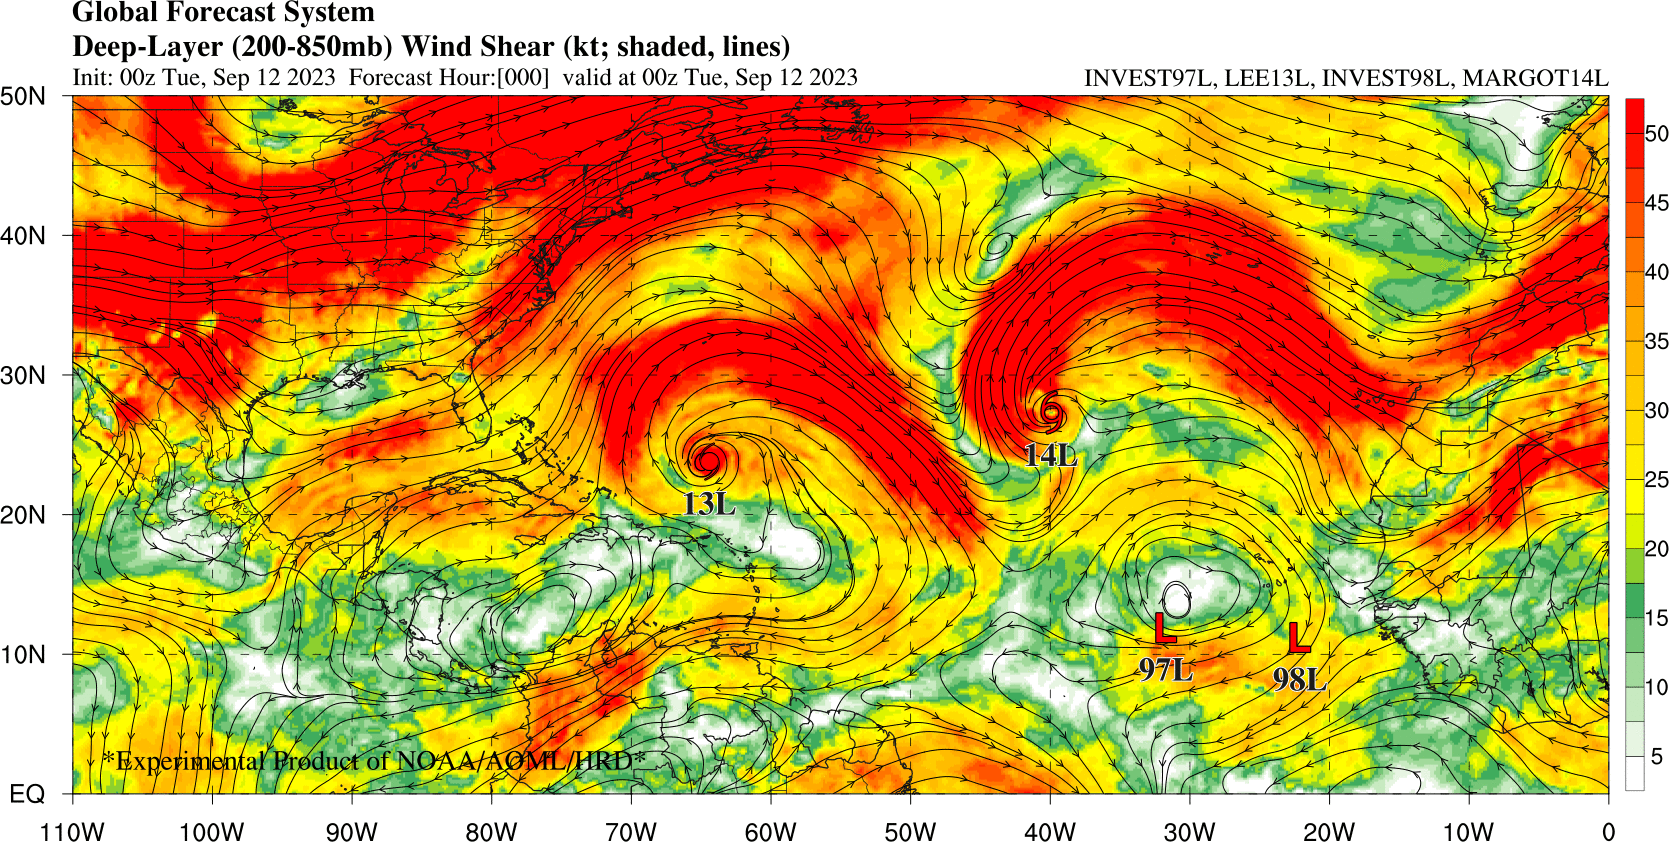 Global Forecast System
Deep-Layer (200-850mb) Wind Shear (kt; shaded, lines)
Init: 00z Tue, Sep 12 2023 Forecast Hour:[000] valid at 00z Tue, Sep 12 2023
INVEST97L, LEE13L, INVEST98L, MARGOT14L
50N
40N
30N
20N
10N
EQ
14L
13L
L
L
97L
98L
*Experimental Product of NOAA/AOML/HRD*
110W 100W 90W 80W 70W 60W 50W 40W 30W 20W 10W 0
50
45
40
35
30
25
20
15
10
5